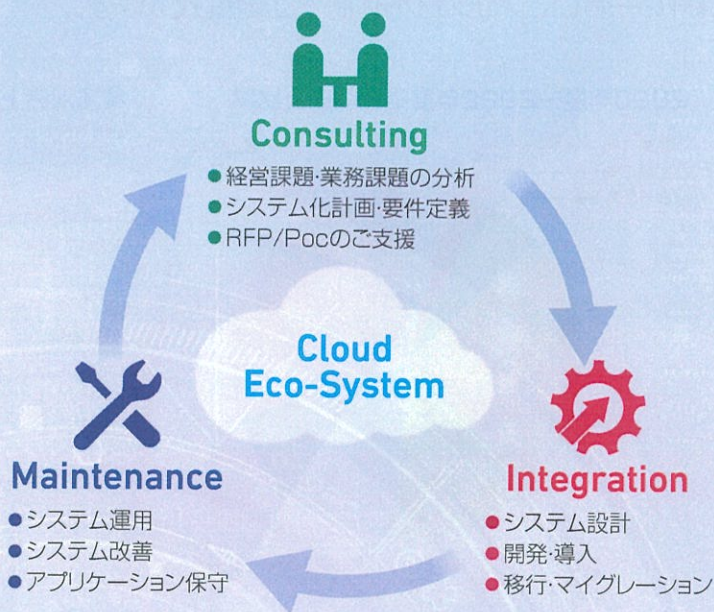 Consulting
●経営課題・業務課題の分析
●システム化計画・要件定義
●RFP/Pocのご支援
Cloud
Eco-System
Maintenance
●システム運用
●システム改善
●アプリケーション保守
Integration
●システム設計
●開発・導入
●移行・マイグレーション